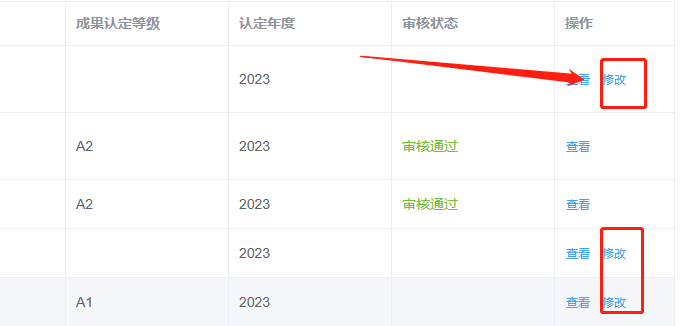 成果认定等级 认定年度 审核状态 操作
2023 查看 修改
A2 2023 审核通过 查看
A2 2023 审核通过 查看
2023 查看 修改
A1 2023 查看 修改